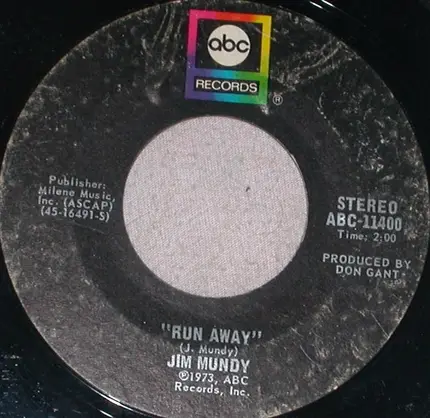 abc
RECORDS
®
Publisher:
Milene Music,
Inc. (ASCAP)
(45-16491-S)
STEREO
ABC-11400
Time: 2:00
PRODUCED BY
DON GANT
"RUN AWAY"
(J. Mundy)
JIM MUNDY
Ⓟ1973, ABC
Records, Inc.